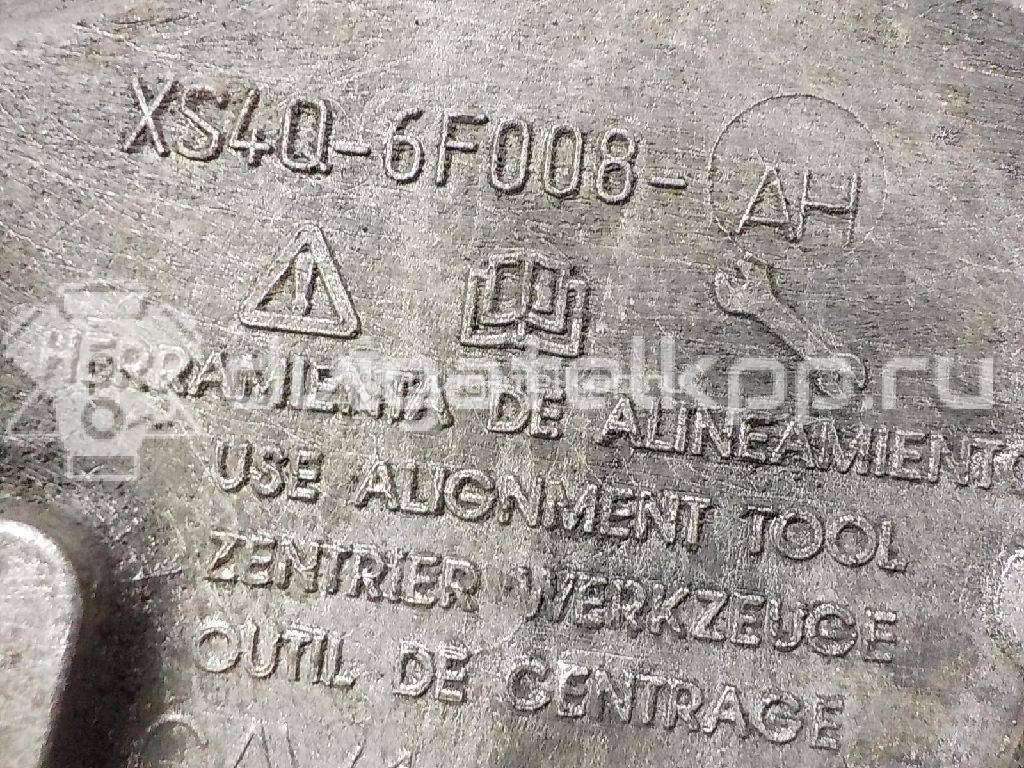 XS4Q-6F008-AH
HERRAMIENTA DE ALINEAMIENTO
USE ALIGNMENT TOOL
ZENTRIER WERKZEUGE
OUTIL DE CENTRAGE